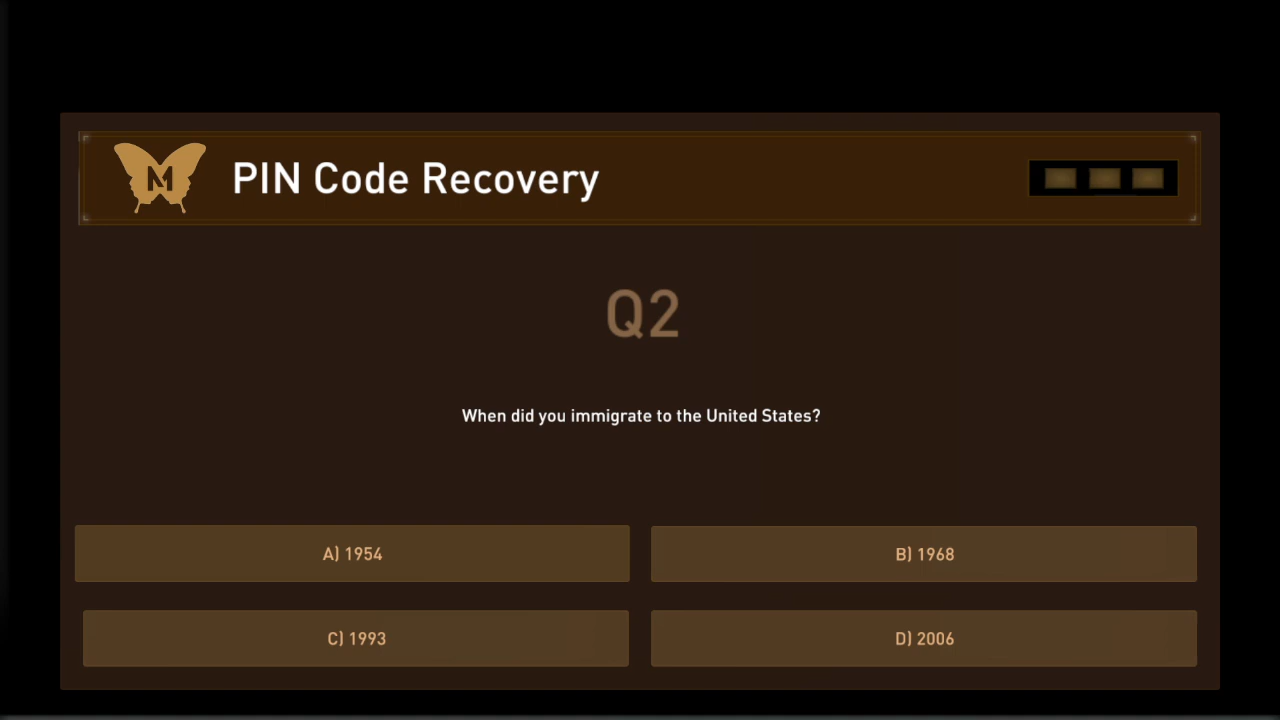 M
PIN Code Recovery
Q2
When did you immigrate to the United States?
A) 1954
B) 1968
C) 1993
D) 2006